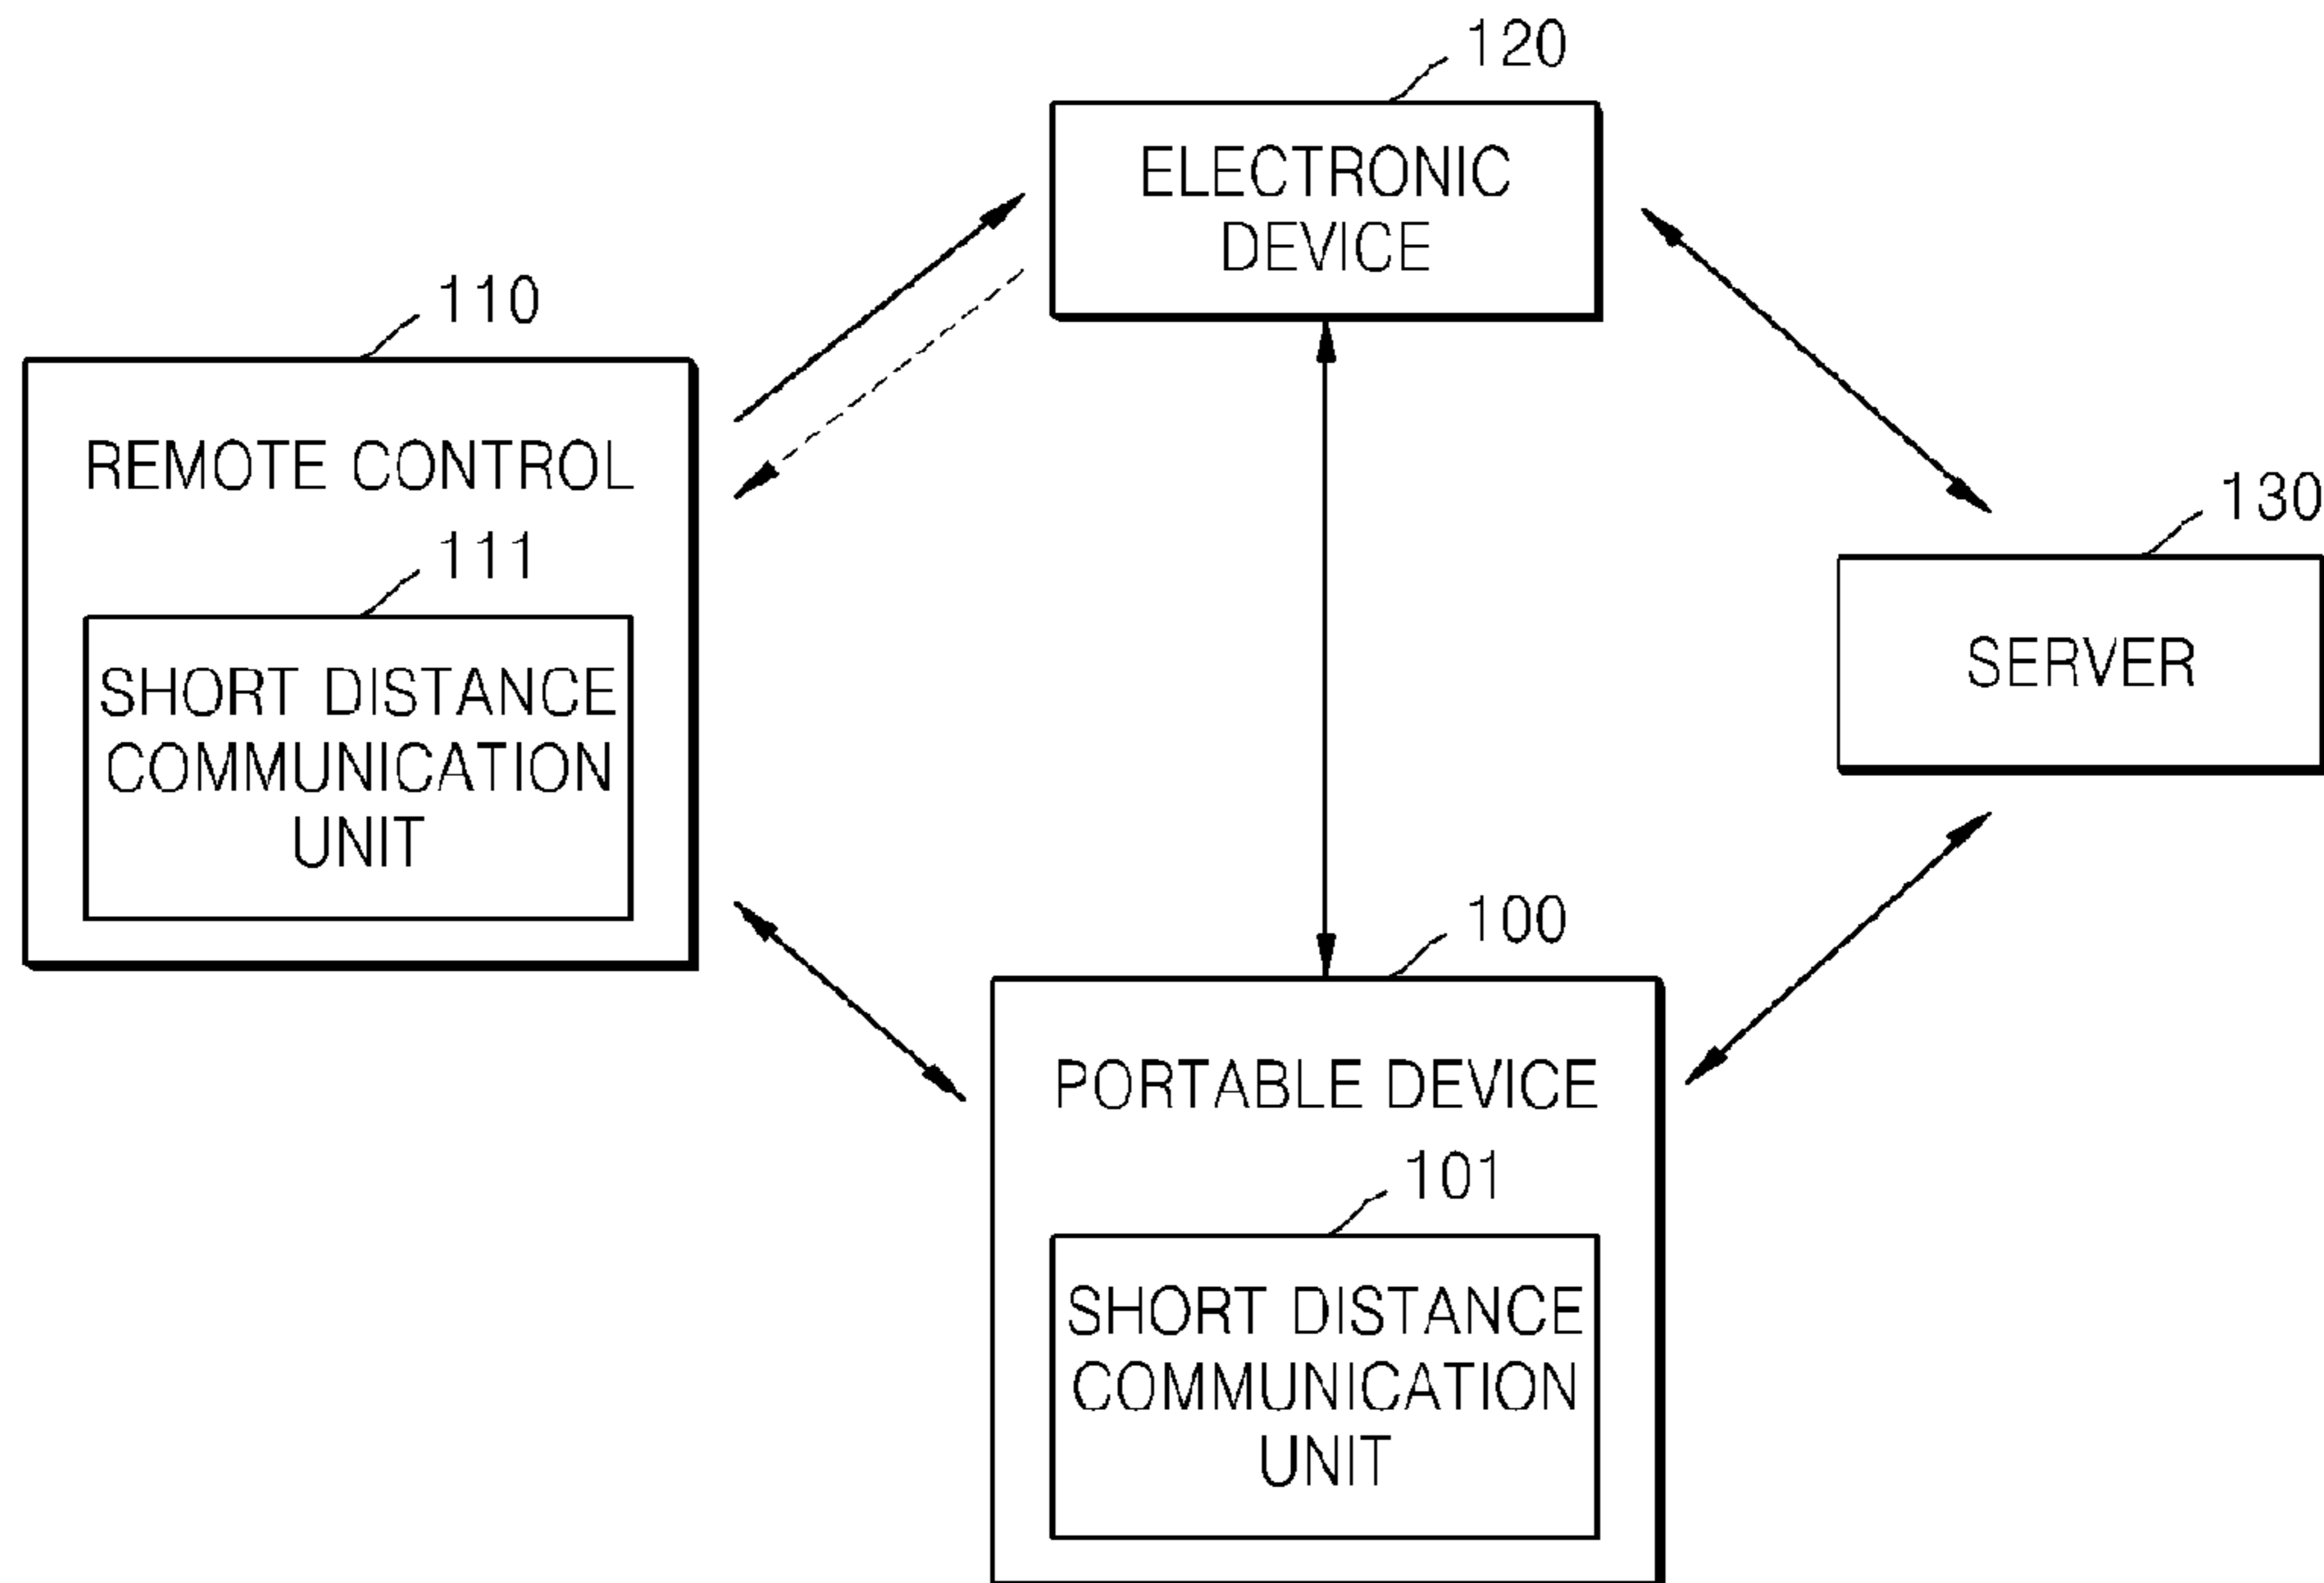 120
ELECTRONIC
DEVICE
110
REMOTE CONTROL
111
SHORT DISTANCE
COMMUNICATION
UNIT
130
SERVER
100
PORTABLE DEVICE
101
SHORT DISTANCE
COMMUNICATION
UNIT